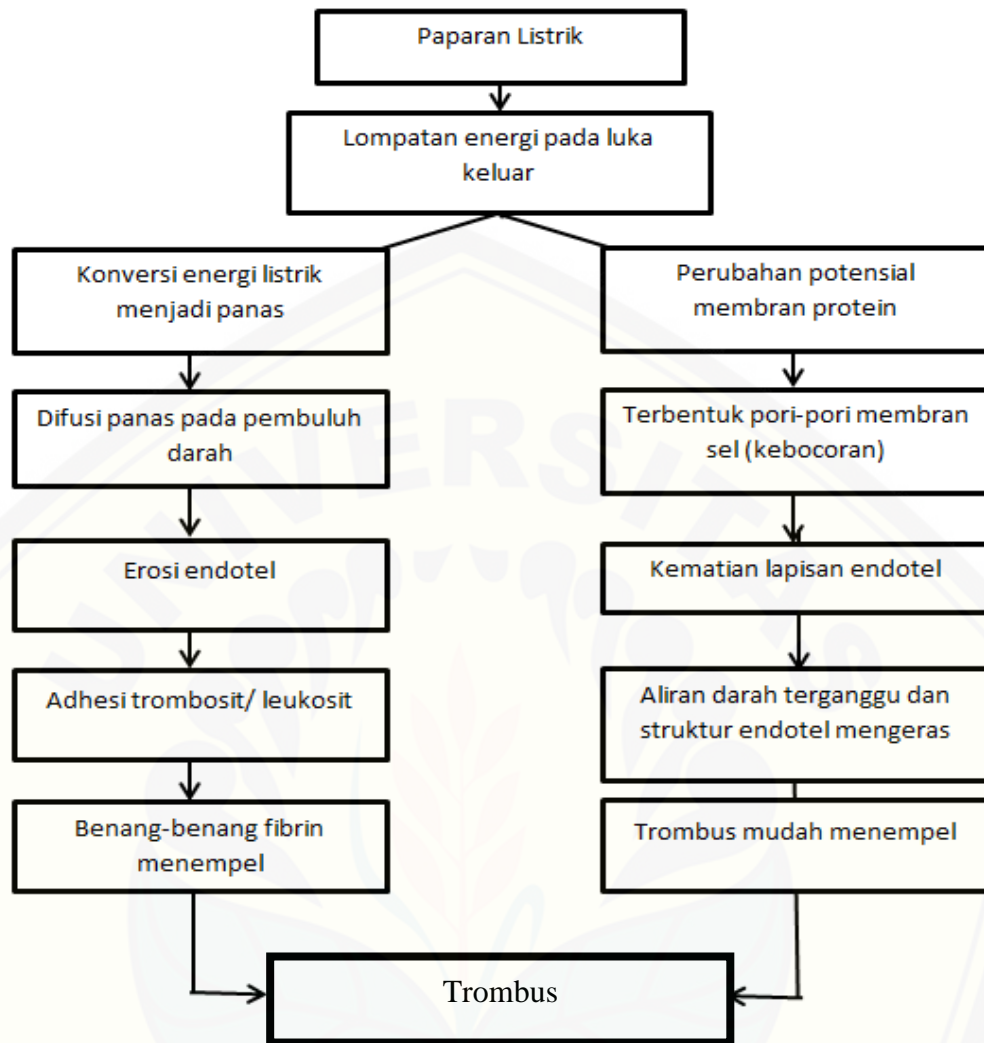 Paparan Listrik
Lompatan energi pada luka
keluar
Konversi energi listrik
menjadi panas
Perubahan potensial
membran protein
Difusi panas pada pembuluh
darah
Terbentuk pori-pori membran
sel (kebocoran)
Erosi endotel
Kematian lapisan endotel
Adhesi trombosit/ leukosit
Aliran darah terganggu dan
struktur endotel mengeras
Benang-benang fibrin
menempel
Trombus mudah menempel
Trombus
UNIVERSITAS